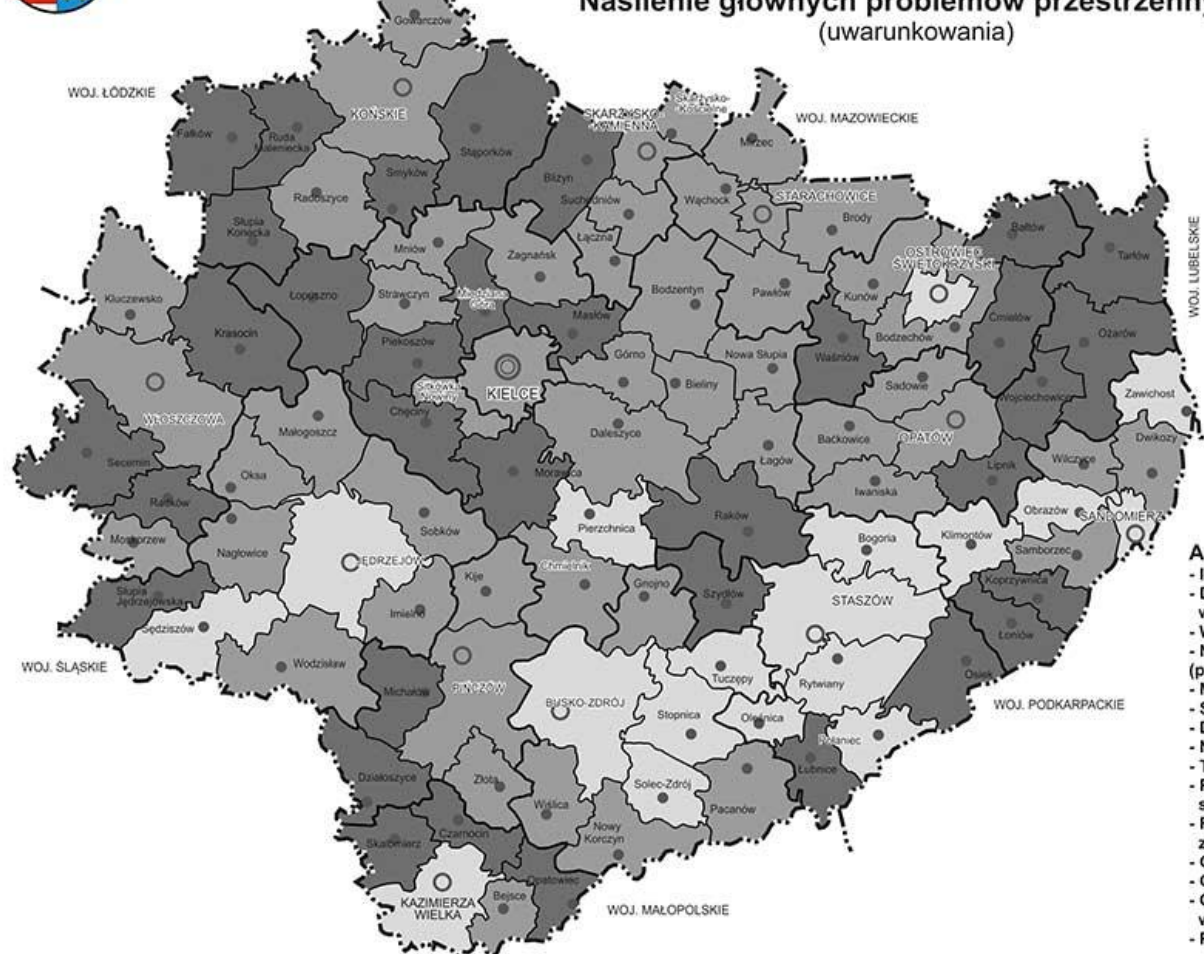 Nasilenie głównych problemów przestrzenny
(uwarunkowania)
Gowarczów
WOJ. ŁÓDZKIE
KOŃSKIE
SKARŻYSKO-
-KAMIENNA
Skarżysko-
-Kościelne
WOJ. MAZOWIECKIE
Fałków
Ruda
Maleniecka
Stąporków
Mirzec
Smyków
Bliżyn
Radoszyce
Suchedniów
Wąchock
STARACHOWICE
Brody
Słupia
Konecka
Mniów
Łączna
Zagnańsk
Bałtów
Tarłów
WOJ. LUBELSKIE
OSTROWIEC
ŚWIĘTOKRZYSKI
Kluczewsko
Łopuszno
Strawczyn
Miedziana
Góra
Bodzentyn
Pawłów
Kunów
Krasocin
Masłów
Ćmielów
Ożarów
Bodzechów
Piekoszów
Górno
Nowa Słupia
Waśniów
Sitkówka
Nowiny
KIELCE
Bieliny
Sadowie
Wojciechowice
Zawichost
WŁOSZCZOWA
Chęciny
Małogoszcz
Daleszyce
Baćkowice
OPATÓW
Dwikozy
Secemin
Oksa
Morawica
Łagów
Lipnik
Wilczyce
Radków
Iwaniska
Moskorzew
Nagłowice
Sobków
Pierzchnica
Raków
Obrazów
SANDOMIERZ
Klimontów
Bogoria
Samborzec
JĘDRZEJÓW
Kije
Chmielnik
Gnojno
Koprzywnica
Słupia
Jędrzejowska
Imielno
Szydłów
STASZÓW
Łoniów
Sędziszów
WOJ. ŚLĄSKIE
Wodzisław
Osiek
Michałów
PIŃCZÓW
Tuczępy
Rytwiany
BUSKO-ZDRÓJ
Stopnica
Oleśnica
WOJ. PODKARPACKIE
Połaniec
Działoszyce
Złota
Solec-Zdrój
Łubnice
Wiślica
Pacanów
Czarnocin
Nowy
Korczyn
Skalbmierz
Opatowiec
KAZIMIERZA
WIELKA
Bejsce
WOJ. MAŁOPOLSKIE